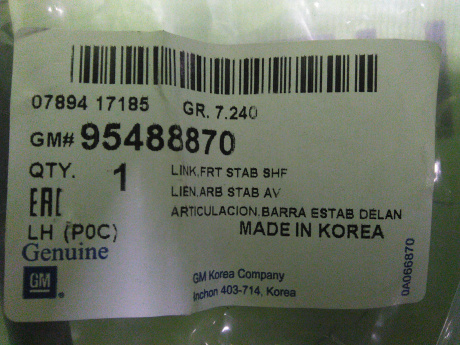 07894 17185 GR. 7.240
GM# 95488870
QTY. 1 LINK,FRT STAB SHF
LIEN,ARB STAB AV
EAC ARTICULACION.BARRA ESTAB DELAN
LH (P0C) MADE IN KOREA
Genuine
GM
GM Korea Company
Inchon 403-714, Korea
0A066870